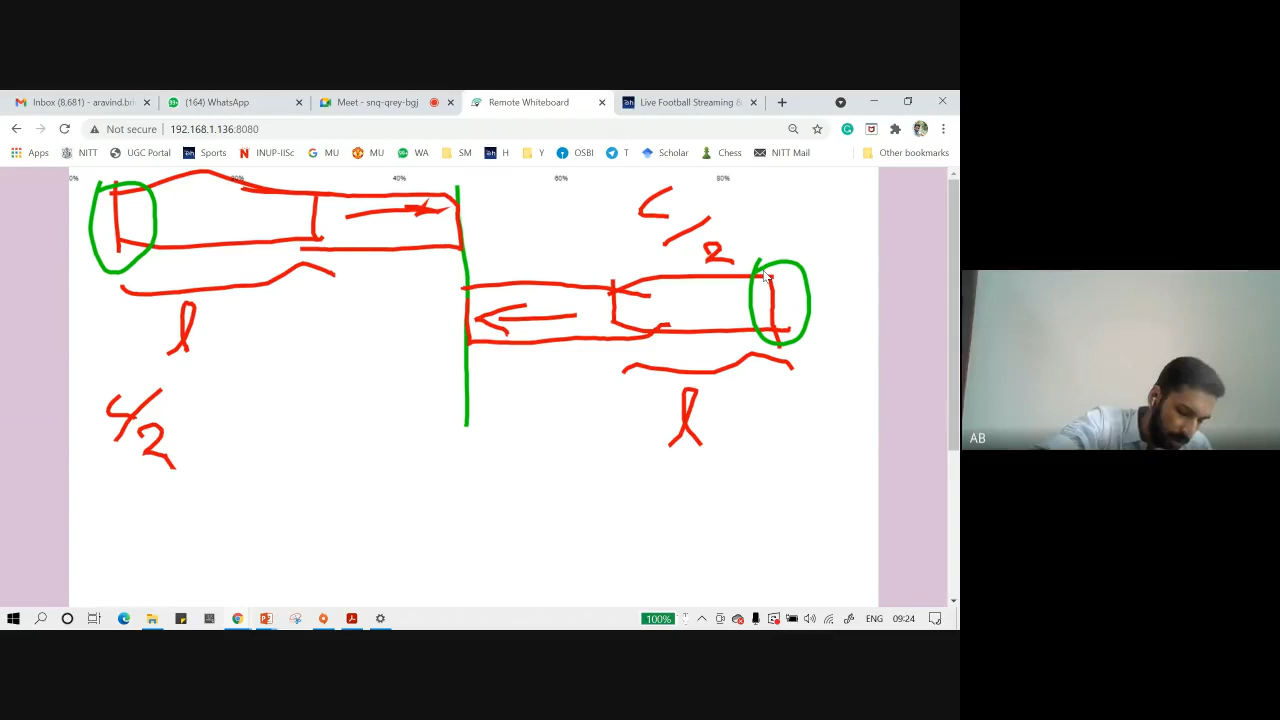 Inbox (8,681) - aravind.bri
(164) WhatsApp
Meet - snq-qrey-bgj
Remote Whiteboard
Live Football Streaming &
Not secure
192.168.1.136:8080
Apps
NITT
UGC Portal
Sports
INUP-IISc
MU
MU
WA
SM
H
Y
OSBI
T
Scholar
Chess
NITT Mail
Other bookmarks
0%
20%
40%
60%
80%
c/2
l
l
c/2
AB
100%
ENG
09:24